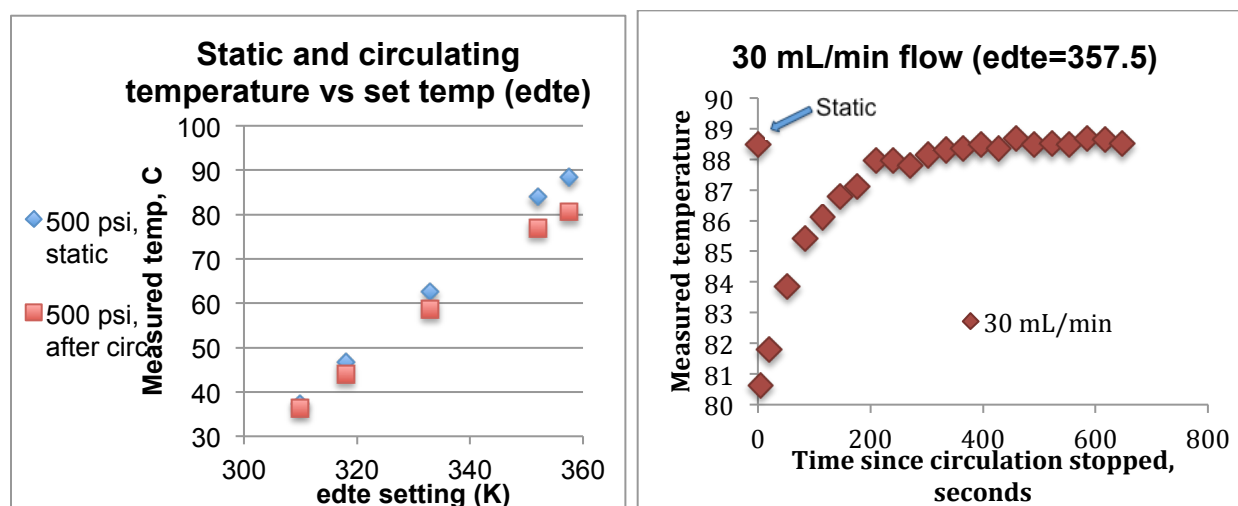 Static and circulating
temperature vs set temp (edte)
Measured temp, C
100
90
80
70
60
50
40
30
300
320
340
360
edte setting (K)
500 psi,
static
500 psi,
after circ
30 mL/min flow (edte=357.5)
Measured temperature
90
89
88
87
86
85
84
83
82
81
80
Static
30 mL/min
0
200
400
600
800
Time since circulation stopped,
seconds